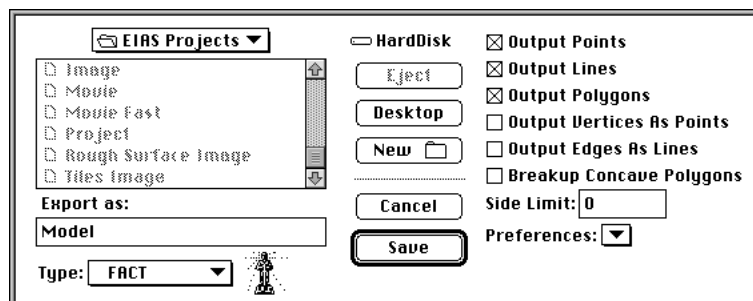 EIAS Projects
Image
Movie
Movie Fast
Project
Rough Surface Image
Tiles Image
Export as:
Model
Type: FACT
HardDisk
Eject
Desktop
New
Cancel
Save
Output Points
Output Lines
Output Polygons
Output Vertices As Points
Output Edges As Lines
Breakup Concave Polygons
Side Limit: 0
Preferences: